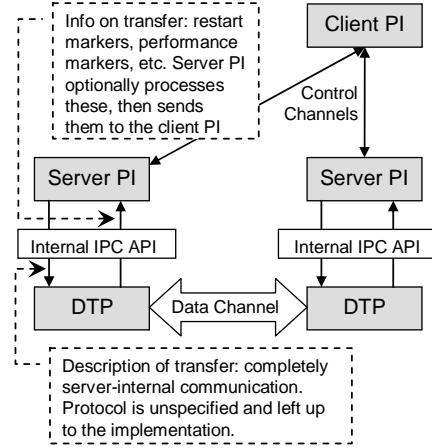 Info on transfer: restart
markers, performance
markers, etc. Server PI
optionally processes
these, then sends
them to the client PI
Client PI
Control
Channels
Server PI
Server PI
Internal IPC API
Internal IPC API
DTP
Data Channel
DTP
Description of transfer: completely
server-internal communication.
Protocol is unspecified and left up
to the implementation.